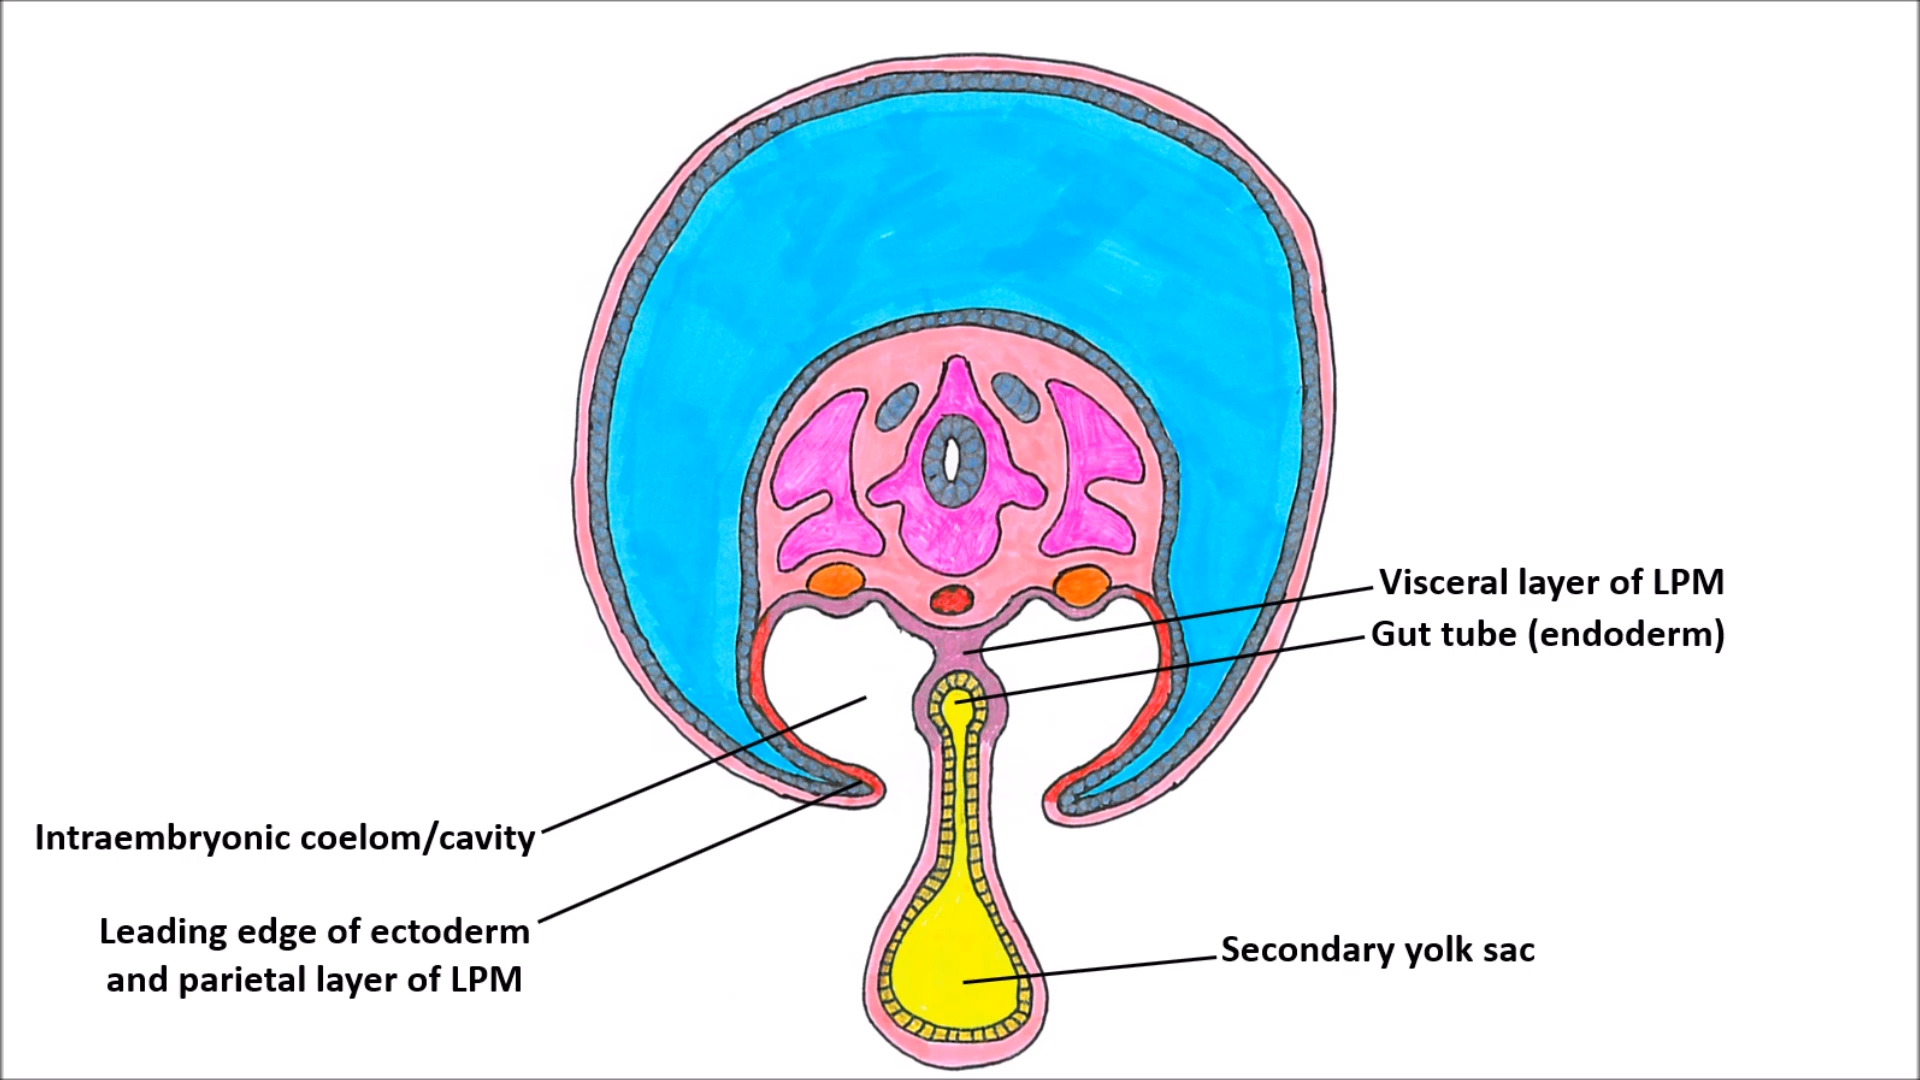 Visceral layer of LPM
Gut tube (endoderm)
Intraembryonic coelom/cavity
Leading edge of ectoderm
and parietal layer of LPM
Secondary yolk sac